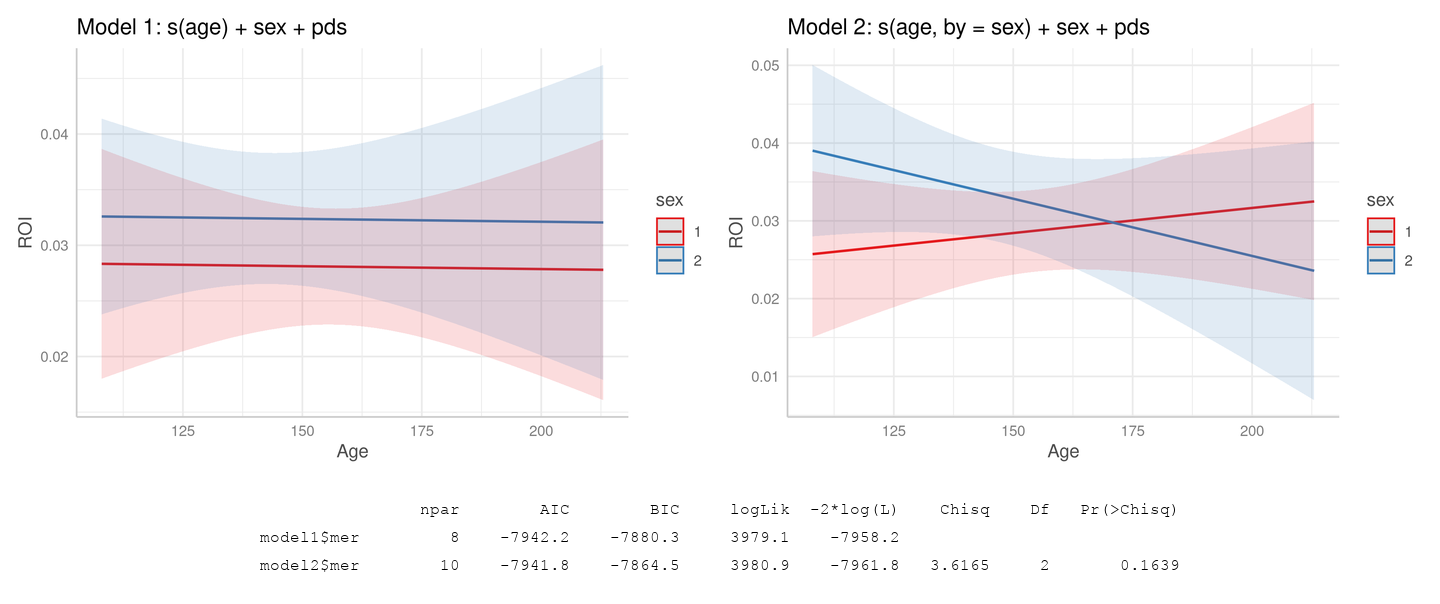 Model 1: s(age) + sex + pds
ROI
0.04
0.03
0.02
125 150 175 200
Age
sex
1
2
Model 2: s(age, by = sex) + sex + pds
ROI
0.05
0.04
0.03
0.02
0.01
125 150 175 200
Age
sex
1
2
npar AIC BIC logLik -2*log(L) Chisq Df Pr(>Chisq)
model1$mer 8 -7942.2 -7880.3 3979.1 -7958.2
model2$mer 10 -7941.8 -7864.5 3980.9 -7961.8 3.6165 2 0.1639